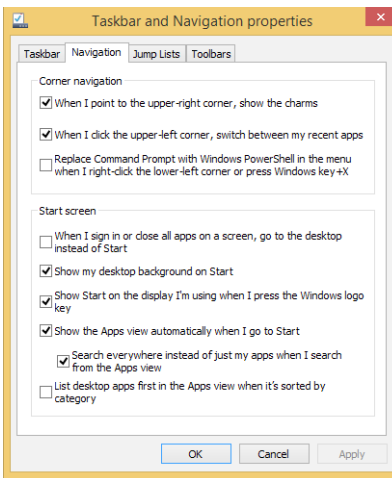 Taskbar and Navigation properties
Taskbar Navigation Jump Lists Toolbars
Corner navigation
When I point to the upper-right corner, show the charms
When I click the upper-left corner, switch between my recent apps
Replace Command Prompt with Windows PowerShell in the menu
when I right-click the lower-left corner or press Windows key+X
Start screen
When I sign in or close all apps on a screen, go to the desktop
instead of Start
Show my desktop background on Start
Show Start on the display I'm using when I press the Windows logo
key
Show the Apps view automatically when I go to Start
Search everywhere instead of just my apps when I search
from the Apps view
List desktop apps first in the Apps view when it's sorted by
category
OK Cancel Apply